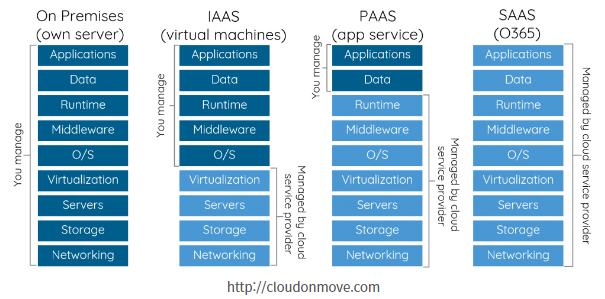 On Premises
(own server)
You manage
Applications
Data
Runtime
Middleware
O/S
Virtualization
Servers
Storage
Networking
IAAS
(virtual machines)
You manage
Applications
Data
Runtime
Middleware
O/S
Virtualization
Servers
Storage
Networking
Managed by cloud
service provider
PAAS
(app service)
You manage
Applications
Data
Runtime
Middleware
O/S
Virtualization
Servers
Storage
Networking
Managed by cloud
service provider
SAAS
(O365)
Applications
Data
Runtime
Middleware
O/S
Virtualization
Servers
Storage
Networking
Managed by cloud service provider
http://cloudonmove.com